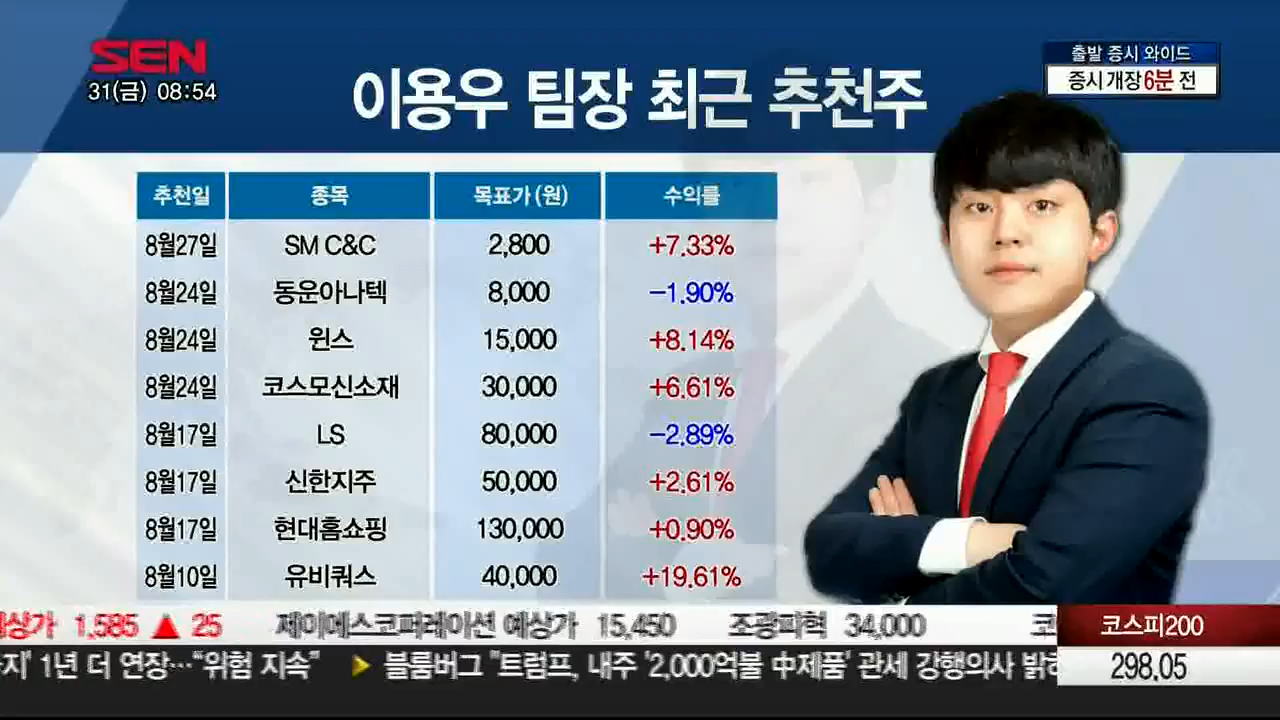 SEN
31(금) 08:54
출발 증시 와이드
증시 개장 6분 전
이용우 팀장 최근 추천주
추천일 종목 목표가(원) 수익률
8월27일 SM C&C 2,800 +7.33%
8월24일 동운아나텍 8,000 -1.90%
8월24일 윈스 15,000 +8.14%
8월24일 코스모신소재 30,000 +6.61%
8월17일 LS 80,000 -2.89%
8월17일 신한지주 50,000 +2.61%
8월17일 현대홈쇼핑 130,000 +0.90%
8월10일 유비쿼스 40,000 +19.61%
예상가 1,585 ▲ 25 제이에스코퍼레이션 예상가 15,450 조광피혁 34,000 코
코스피200
지' 1년 더 연장…"위험 지속" ▶ 블룸버그 "트럼프, 내주 '2,000억불 中제품' 관세 강행의사 밝혀
298.05